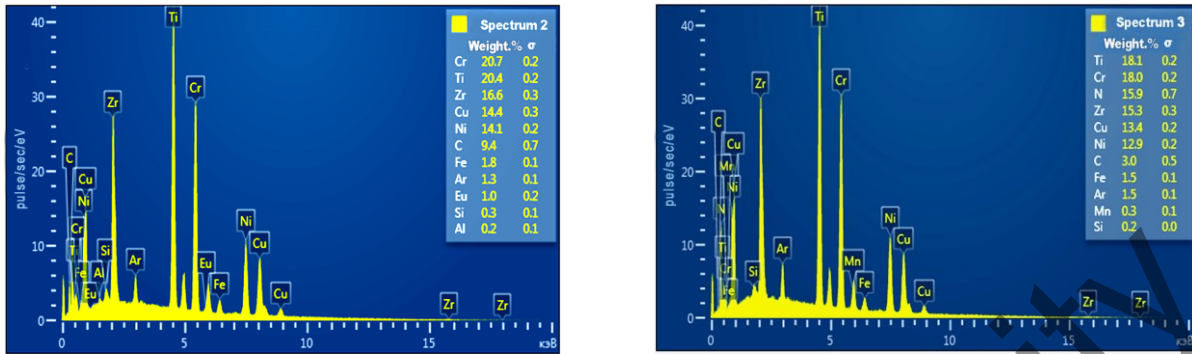 Spectrum 2
Weight.% σ
Cr 20.7 0.2
Ti 20.4 0.2
Zr 16.6 0.3
Cu 14.4 0.3
Ni 14.1 0.2
C 9.4 0.7
Fe 1.8 0.1
Ar 1.3 0.1
Eu 1.0 0.2
Si 0.3 0.1
Al 0.2 0.1
pulse/sec/eV
40
30
20
10
0
C
Cu
Ni
Cr
Ti
Fe
Eu
Al
Si
Zr
Ar
Ti
Cr
Eu
Fe
Ni
Cu
Cu
Zr
Zr
0 5 10 15 кэВ
Spectrum 3
Weight.% σ
Ti 18.1 0.2
Cr 18.0 0.2
N 15.9 0.7
Zr 15.3 0.3
Cu 13.4 0.2
Ni 12.9 0.2
C 3.0 0.5
Fe 1.5 0.1
Ar 1.5 0.1
Mn 0.3 0.1
Si 0.2 0.0
pulse/sec/eV
40
30
20
10
0
C
Cu
Ni
N
Ti
Cr
Fe
Si
Zr
Ar
Ti
Cr
Mn
Fe
Ni
Cu
Cu
Zr
Zr
0 5 10 15 кэВ